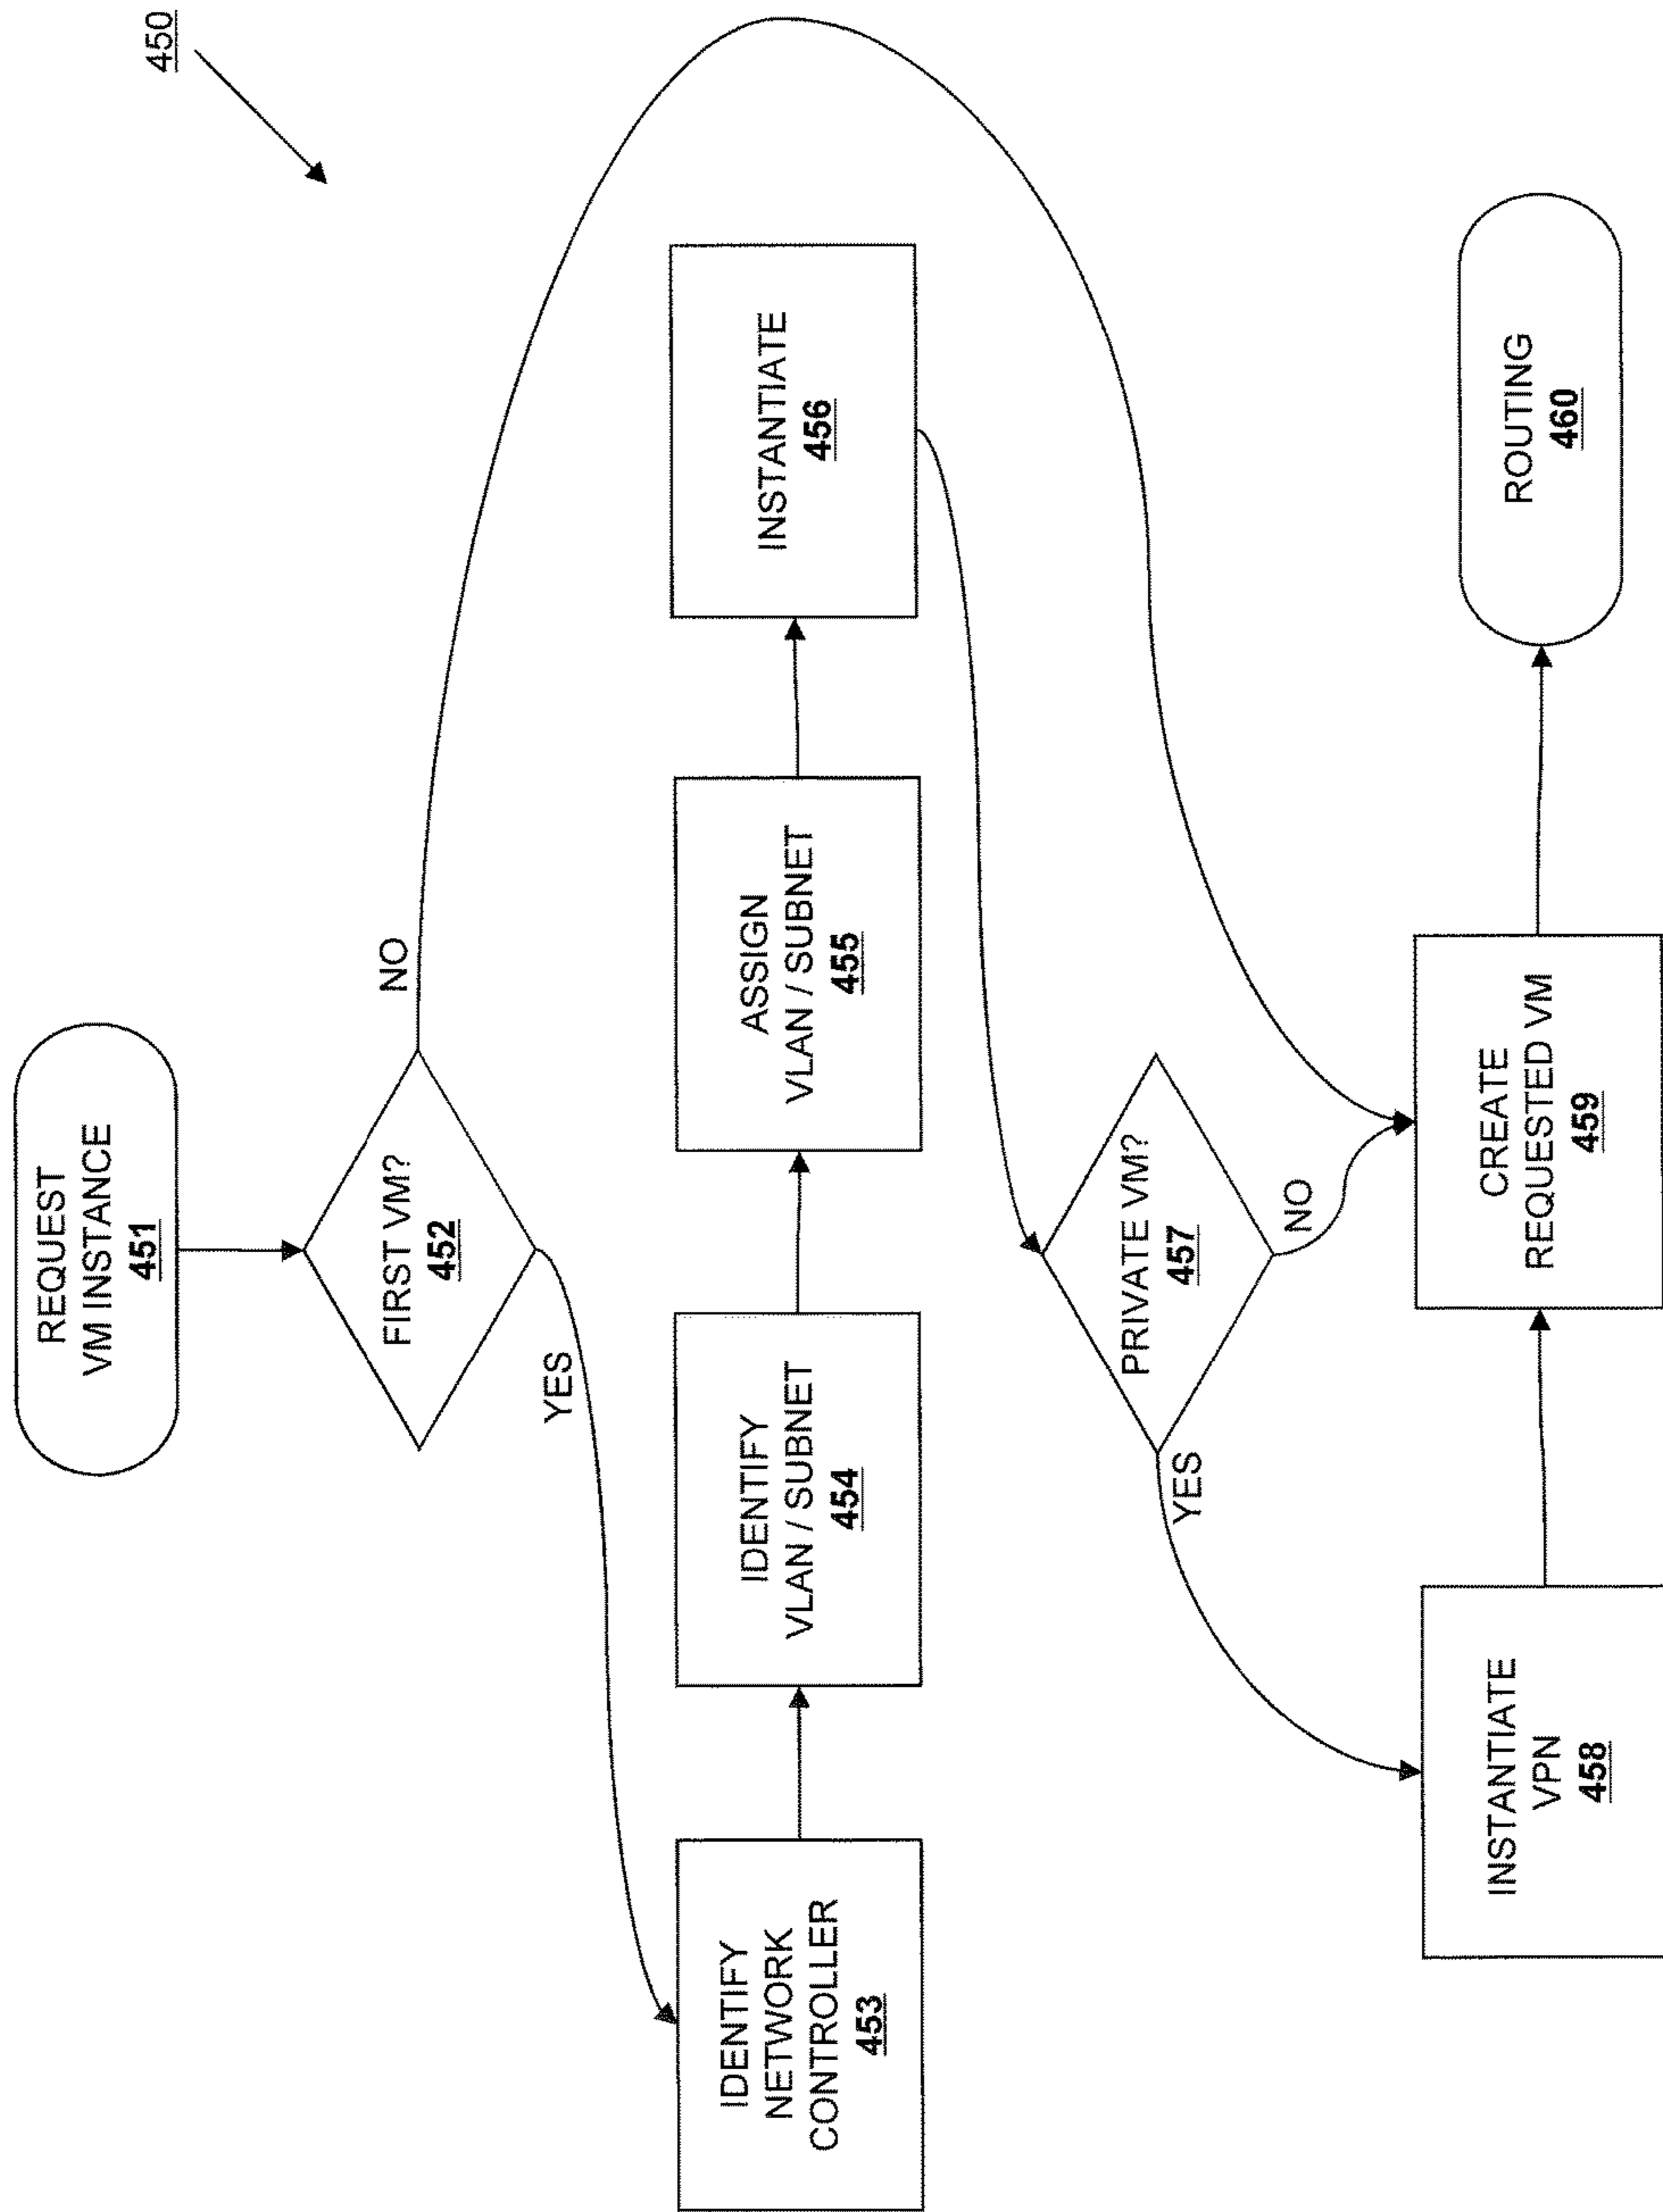 450
REQUEST
VM INSTANCE
451
FIRST VM?
452
NO
YES
IDENTIFY
NETWORK
CONTROLLER
453
IDENTIFY
VLAN / SUBNET
454
ASSIGN
VLAN / SUBNET
455
INSTANTIATE
456
PRIVATE VM?
457
YES
NO
INSTANTIATE
VPN
458
CREATE
REQUESTED VM
459
ROUTING
460